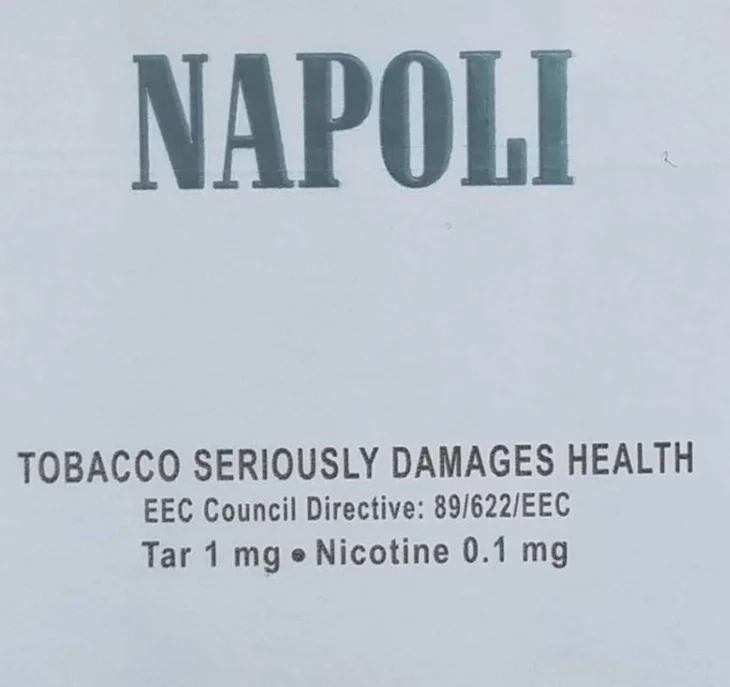 NAPOLI
TOBACCO SERIOUSLY DAMAGES HEALTH
EEC Council Directive: 89/622/EEC
Tar 1 mg • Nicotine 0.1 mg